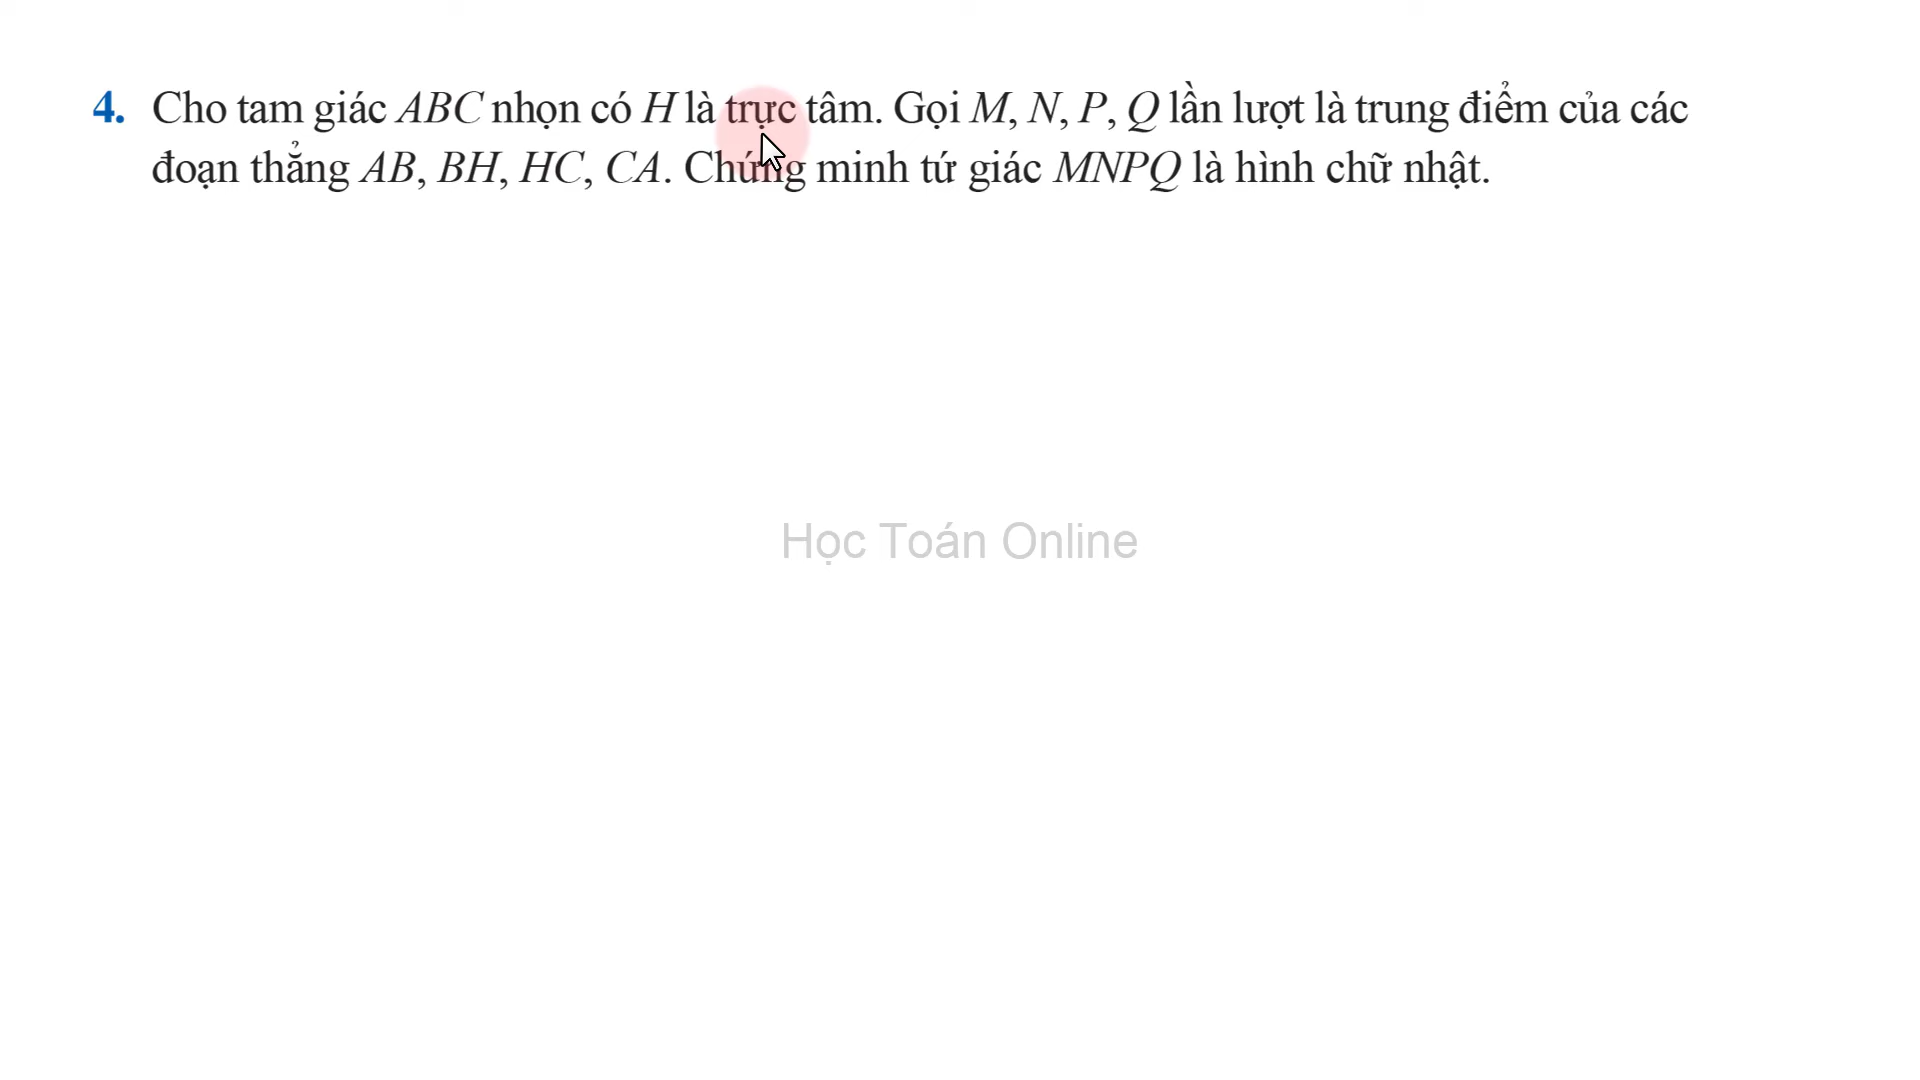 4. Cho tam giác ABC nhọn có H là trực tâm. Gọi M, N, P, Q lần lượt là trung điểm của các
đoạn thẳng AB, BH, HC, CA. Chứng minh tứ giác MNPQ là hình chữ nhật.
Học Toán Online